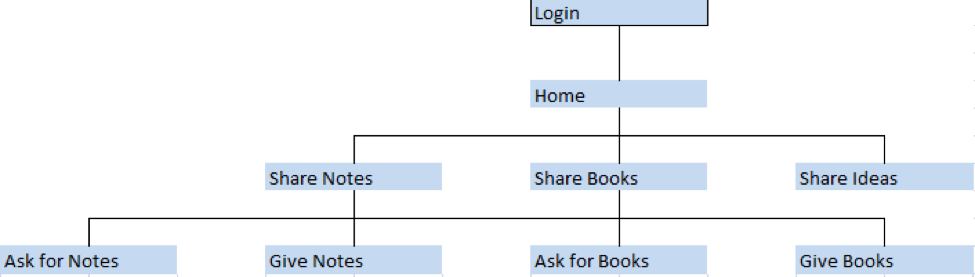 Login
Home
Share Notes
Share Books
Share Ideas
Ask for Notes
Give Notes
Ask for Books
Give Books